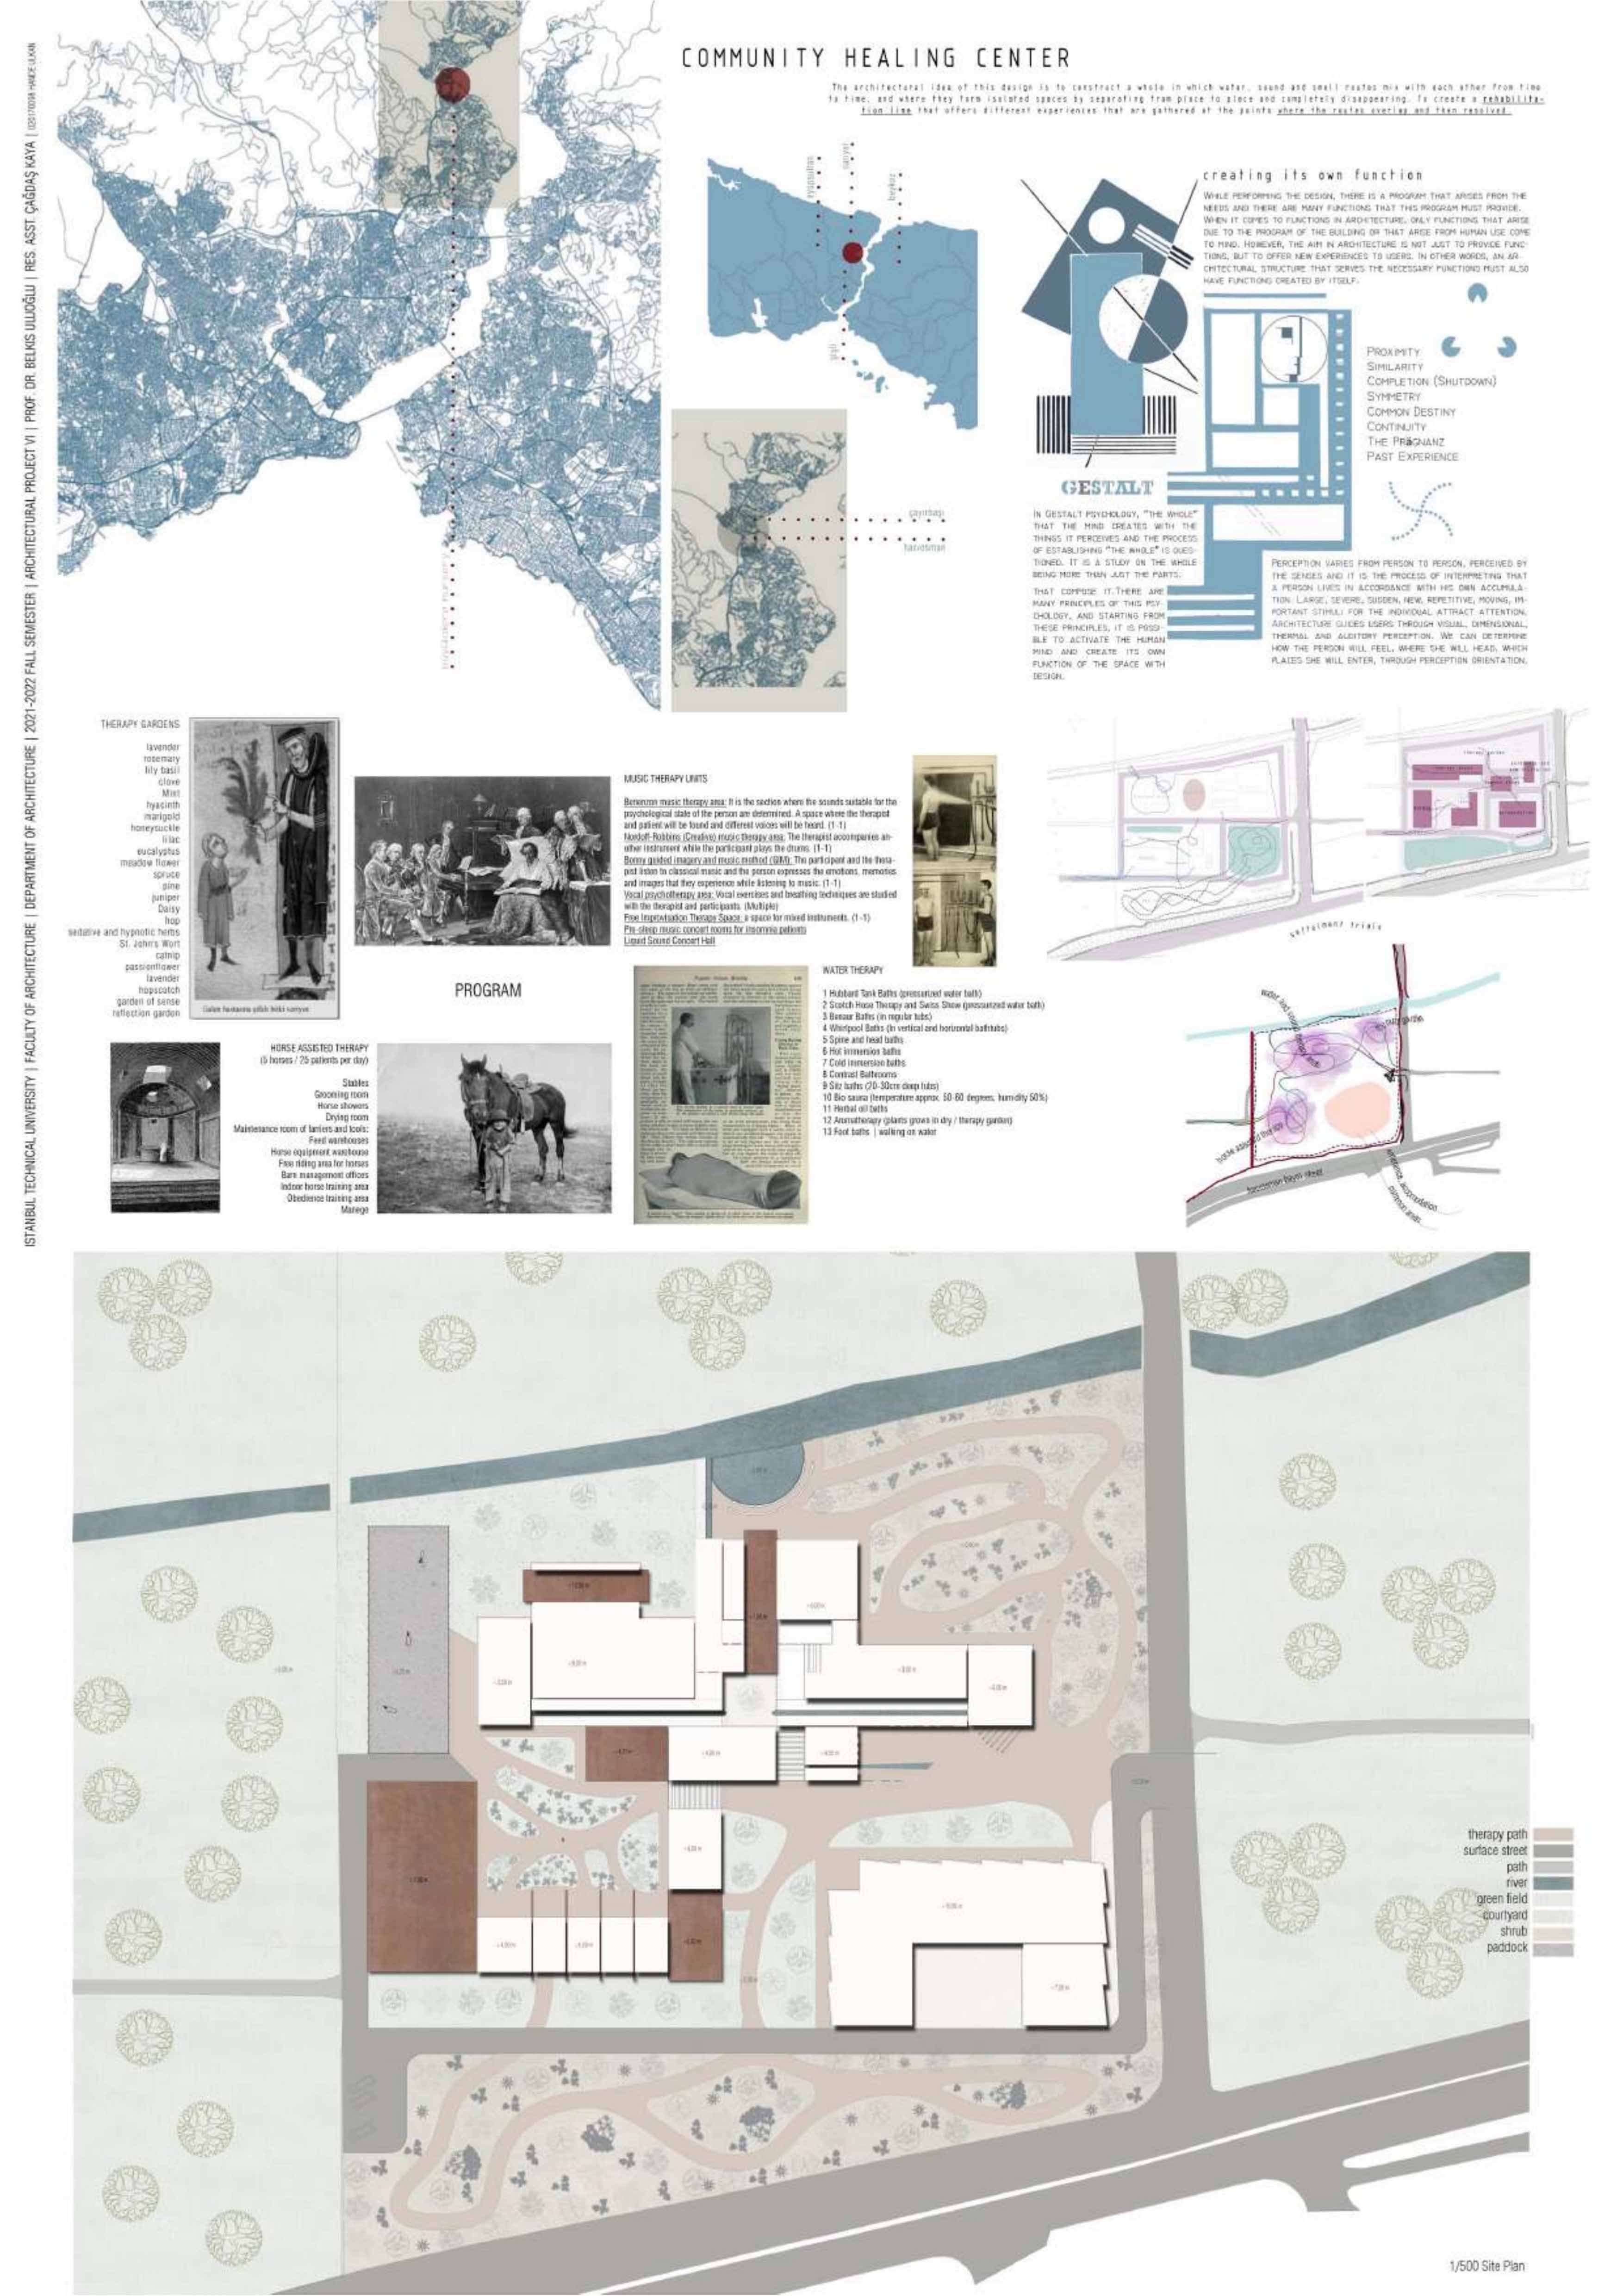 ISTANBUL TECHNICAL UNIVERSITY | FACULTY OF ARCHITECTURE | DEPARTMENT OF ARCHITECTURE | 2021-2022 FALL SEMESTER | ARCHITECTURAL PROJECT VI | PROF. DR. BELKIS ULUOĞLU | RES. ASST. ÇAĞDAŞ KAYA |
COMMUNITY HEALING CENTER
The architectural idea of this design is to construct a whole in which water, sound and small routes mix with each other from time
to time, and where they form isolated spaces by separating from place to place and completely disappearing. To create a rehabilita-
tion line that offers different experiences that are gathered at the points where the routes overlap and then resolved.
sarıyer
beykoz
şişli
creating its own function
WHILE PERFORMING THE DESIGN, THERE IS A PROGRAM THAT ARISES FROM THE
NEEDS AND THERE ARE MANY FUNCTIONS THAT THIS PROGRAM MUST PROVIDE.
WHEN IT COMES TO FUNCTIONS IN ARCHITECTURE, ONLY FUNCTIONS THAT ARISE
DUE TO THE PROGRAM OF THE BUILDING OR THAT ARISE FROM HUMAN USE COME
TO MIND. HOWEVER, THE AIM IN ARCHITECTURE IS NOT JUST TO PROVIDE FUNC-
TIONS, BUT TO OFFER NEW EXPERIENCES TO USERS. IN OTHER WORDS, AN AR-
CHITECTURAL STRUCTURE THAT SERVES THE NECESSARY FUNCTIONS MUST ALSO
HAVE FUNCTIONS CREATED BY ITSELF.
PROXIMITY
SIMILARITY
COMPLETION (SHUTDOWN)
SYMMETRY
COMMON DESTINY
CONTINUITY
THE PRÄGNANZ
PAST EXPERIENCE
GESTALT
IN GESTALT PSYCHOLOGY, "THE WHOLE"
THAT THE MIND CREATES WITH THE
THINGS IT PERCEIVES AND THE PROCESS
OF ESTABLISHING "THE WHOLE" IS QUES-
TIONED. IT IS A STUDY ON THE WHOLE
BEING MORE THAN JUST THE PARTS.
THAT COMPOSE IT.THERE ARE
MANY PRINCIPLES OF THIS PSY-
CHOLOGY, AND STARTING FROM
THESE PRINCIPLES, IT IS POSSI-
BLE TO ACTIVATE THE HUMAN
MIND AND CREATE ITS OWN
FUNCTION OF THE SPACE WITH
DESIGN.
PERCEPTION VARIES FROM PERSON TO PERSON, PERCEIVED BY
THE SENSES AND IT IS THE PROCESS OF INTERPRETING THAT
A PERSON LIVES IN ACCORDANCE WITH HIS OWN ACCUMULA-
TION. LARGE, SEVERE, SUDDEN, NEW, REPETITIVE, MOVING, IM-
PORTANT STIMULI FOR THE INDIVIDUAL ATTRACT ATTENTION.
ARCHITECTURE GUIDES USERS THROUGH VISUAL, DIMENSIONAL,
THERMAL AND AUDITORY PERCEPTION. WE CAN DETERMINE
HOW THE PERSON WILL FEEL, WHERE SHE WILL HEAD, WHICH
PLACES SHE WILL ENTER, THROUGH PERCEPTION ORIENTATION.
çayırbaşı
hacıosman
THERAPY GARDENS
lavender
rosemary
lily basil
clove
Mint
hyacinth
marigold
honeysuckle
lilac
eucalyptus
meadow flower
spruce
pine
juniper
Daisy
hop
sedative and hypnotic herbs
St. John's Wort
catnip
passionflower
lavender
hopscotch
garden of sense
reflection garden
MUSIC THERAPY UNITS
Benenzon music therapy area: It is the section where the sounds suitable for the
psychological state of the person are determined. A space where the therapist
and patient will be found and different voices will be heard. (1-1)
Nordoff-Robbins (Creative) music therapy area: The therapist accompanies an-
other instrument while the participant plays the drums. (1-1)
Bonny guided imagery and music method (GIM): The participant and the thera-
pist listen to classical music and the person expresses the emotions, memories
and images that they experience while listening to music. (1-1)
Vocal psychotherapy area: Vocal exercises and breathing techniques are studied
with the therapist and participants. (Multiple)
Free Improvisation Therapy Space: a space for mixed instruments. (1-1)
Pre-sleep music concert rooms for insomnia patients
Liquid Sound Concert Hall
PROGRAM
WATER THERAPY
1 Hubbard Tank Baths (pressurized water bath)
2 Scotch Hose Therapy and Swiss Show (pressurized water bath)
3 Benaur Baths (in regular tubs)
4 Whirlpool Baths (In vertical and horizontal bathtubs)
5 Spine and head baths
6 Hot immersion baths
7 Cold immersion baths
8 Contrast Bathrooms
9 Sitz baths (20-30cm deep tubs)
10 Bio sauna (temperature approx. 50-60 degrees, humidity 50%)
11 Herbal oil baths
12 Aromatherapy (plants grown in dry / therapy garden)
13 Foot baths | walking on water
HORSE ASSISTED THERAPY
(5 horses / 25 patients per day)
Stables
Grooming room
Horse showers
Drying room
Maintenance room of farriers and tools:
Feed warehouses
Horse equipment warehouse
Free riding area for horses
Barn management offices
Indoor horse training area
Obedience training area
Manege
settlement trials
therapy path
surface street
path
river
green field
courtyard
shrub
paddock
1/500 Site Plan